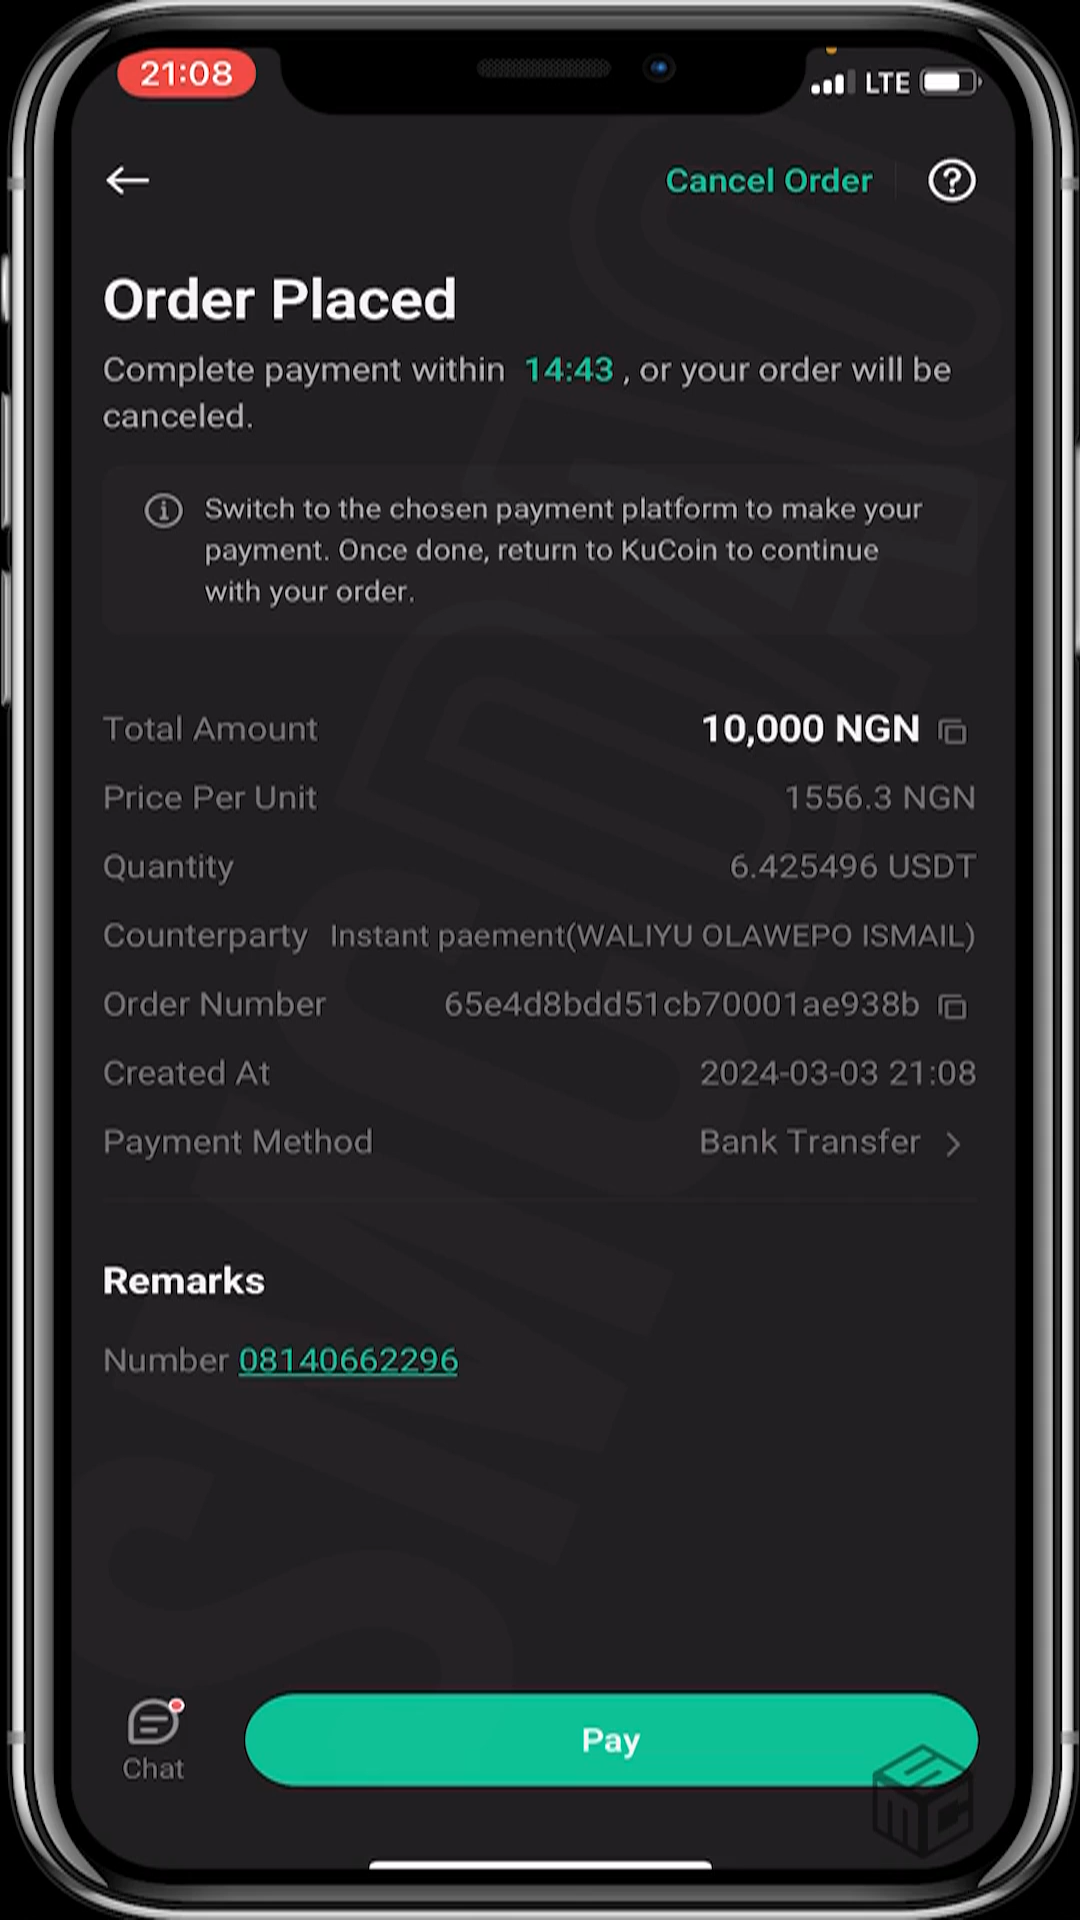 21:08 LTE
Cancel Order
Order Placed
Complete payment within 14:43 , or your order will be
canceled.
Switch to the chosen payment platform to make your
payment. Once done, return to KuCoin to continue
with your order.
Total Amount 10,000 NGN
Price Per Unit 1556.3 NGN
Quantity 6.425496 USDT
Counterparty Instant paement(WALIYU OLAWEPO ISMAIL)
Order Number 65e4d8bdd51cb70001ae938b
Created At 2024-03-03 21:08
Payment Method Bank Transfer
Remarks
Number 08140662296
Chat
Pay